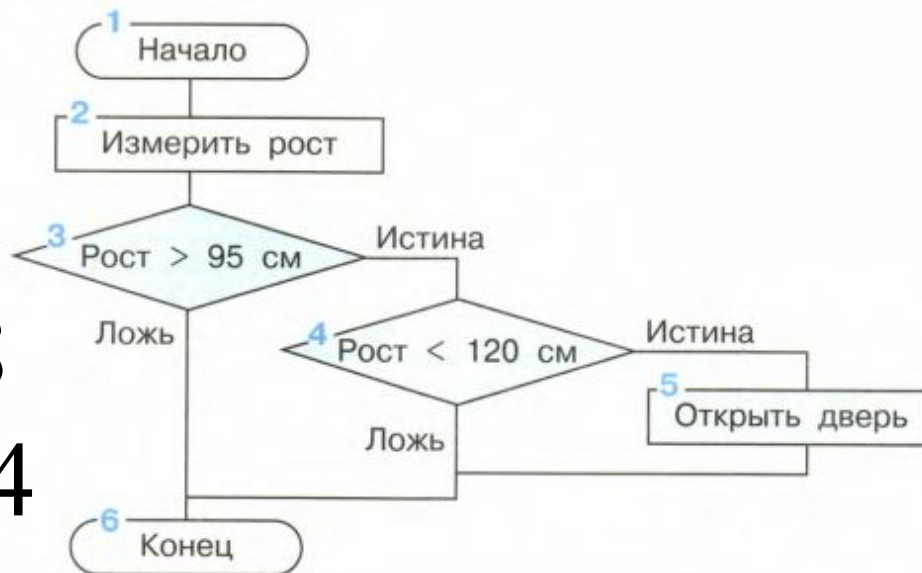 1
Начало
2
Измерить рост
3
Рост > 95 см
Истина
Ложь
3
4
Рост < 120 см
Истина
5
Открыть дверь
Ложь
4
6
Конец